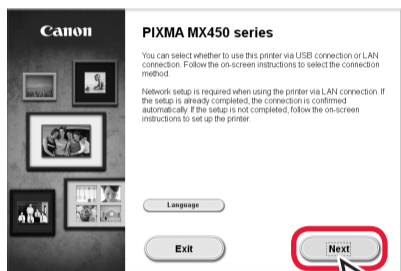 Canon
PIXMA MX450 series
You can select whether to use this printer via USB connection or LAN
connection. Follow the on-screen instructions to select the connection
method.
Network setup is required when using the printer via LAN connection. If
the setup is already completed, the connection is confirmed
automatically. If the setup is not completed, follow the on-screen
instructions to set up the printer.
Language
Exit
Next